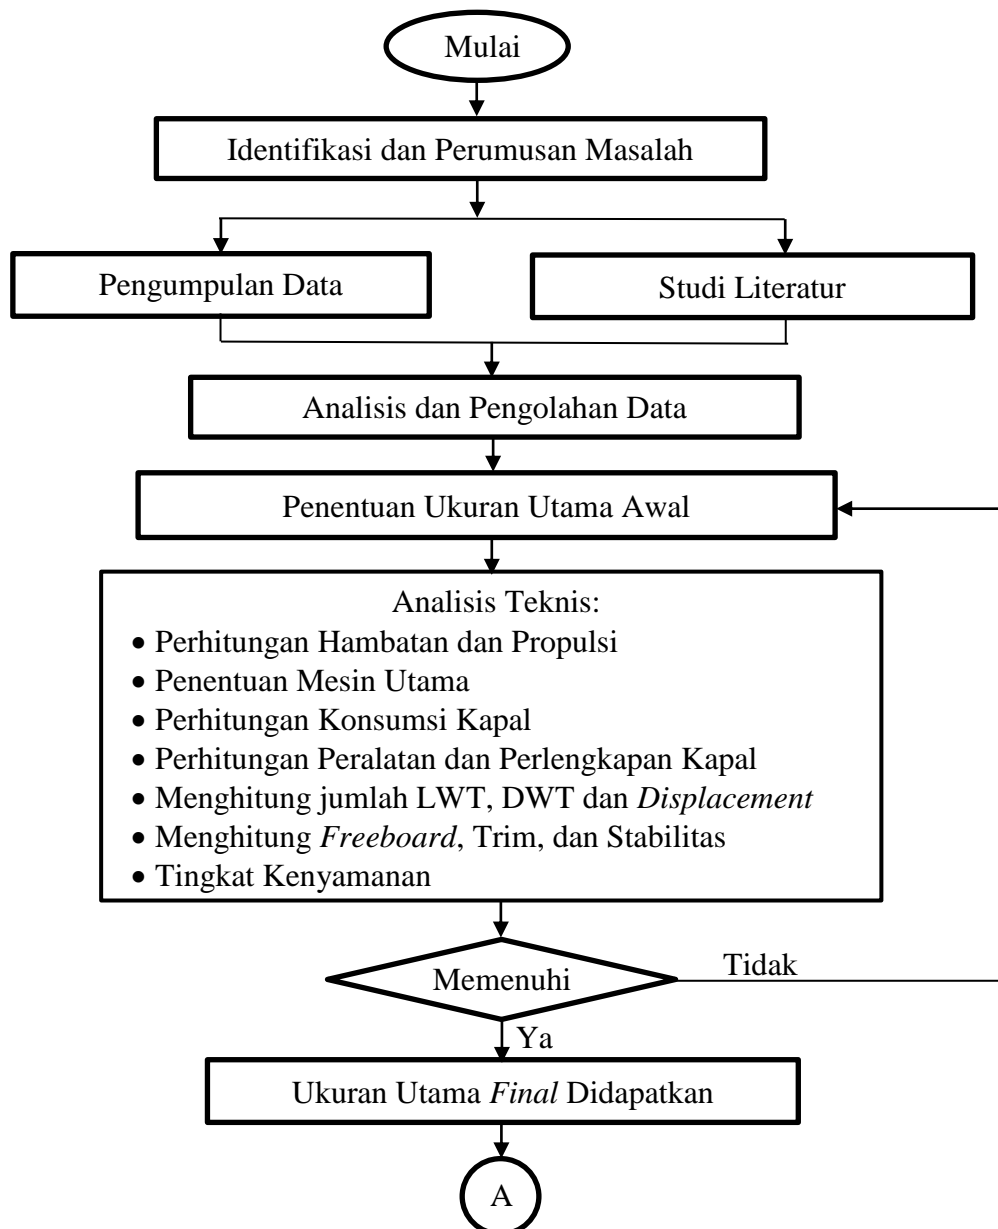 Mulai
Identifikasi dan Perumusan Masalah
Pengumpulan Data
Studi Literatur
Analisis dan Pengolahan Data
Penentuan Ukuran Utama Awal
Analisis Teknis:
• Perhitungan Hambatan dan Propulsi
• Penentuan Mesin Utama
• Perhitungan Konsumsi Kapal
• Perhitungan Peralatan dan Perlengkapan Kapal
• Menghitung jumlah LWT, DWT dan Displacement
• Menghitung Freeboard, Trim, dan Stabilitas
• Tingkat Kenyamanan
Memenuhi
Tidak
Ya
Ukuran Utama Final Didapatkan
A